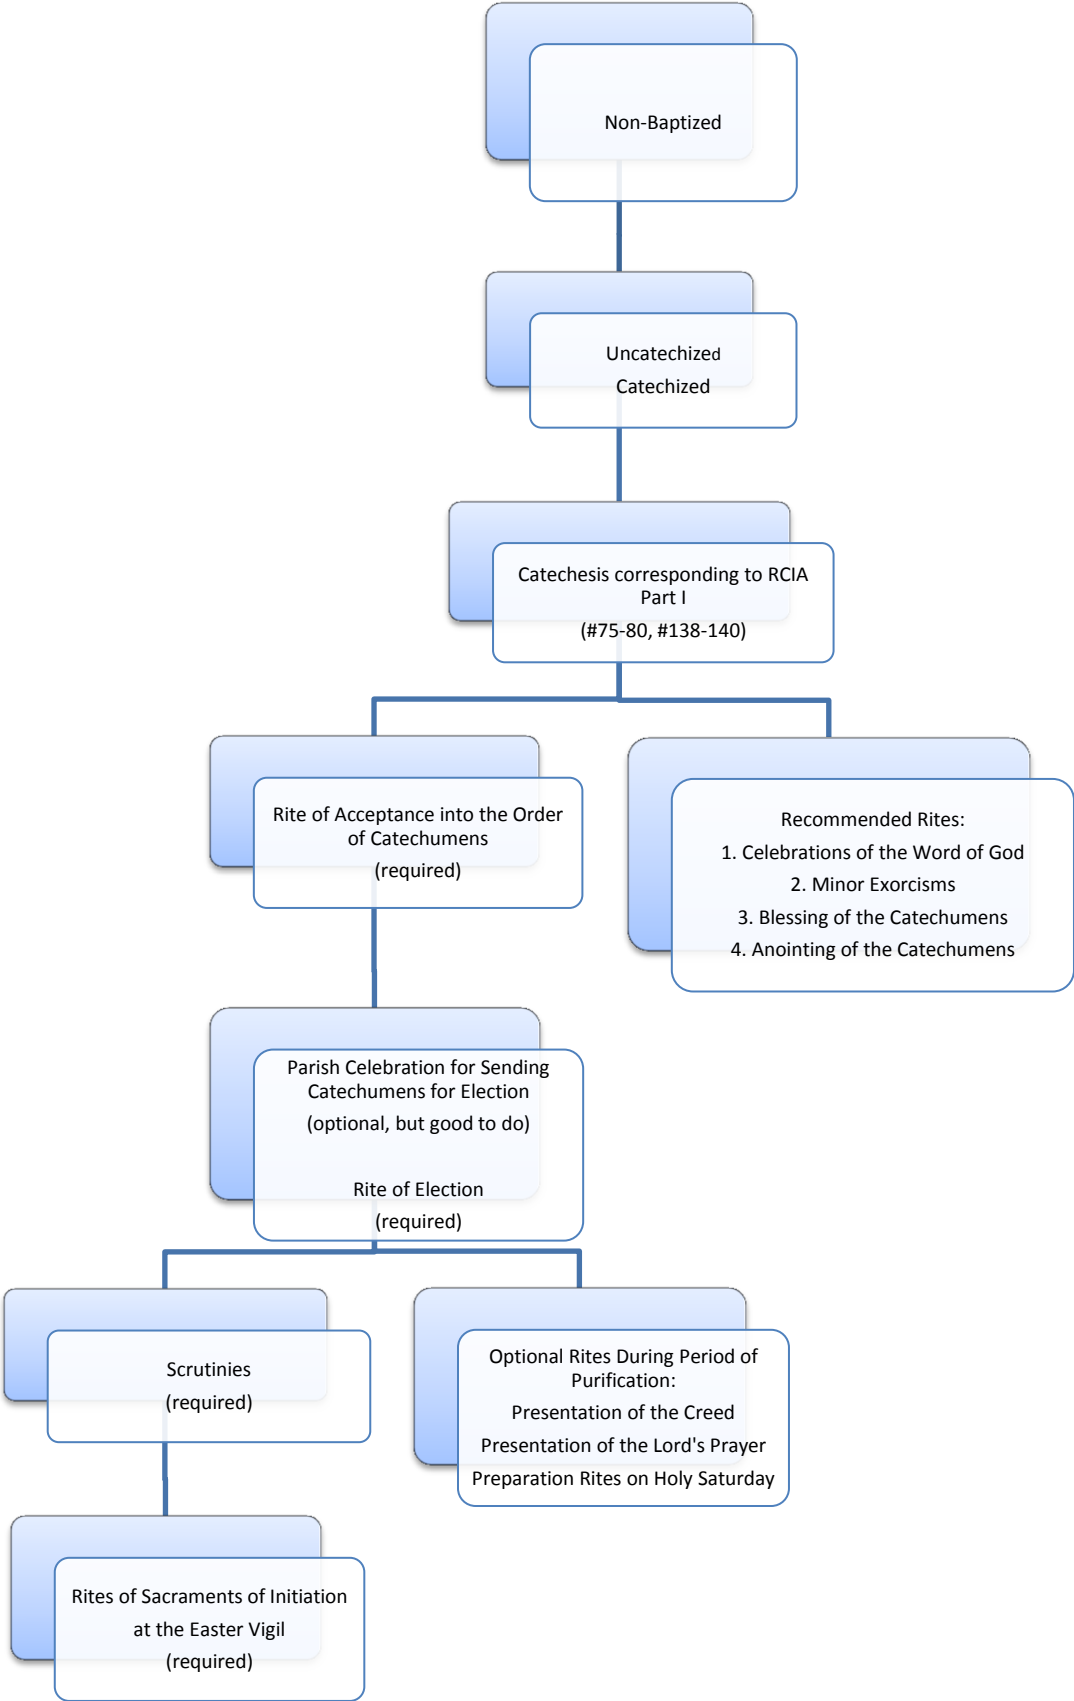 Non-Baptized
Uncatechized
Catechized
Catechesis corresponding to RCIA
Part I
(#75-80, #138-140)
Rite of Acceptance into the Order
of Catechumens
(required)
Recommended Rites:
1. Celebrations of the Word of God
2. Minor Exorcisms
3. Blessing of the Catechumens
4. Anointing of the Catechumens
Parish Celebration for Sending
Catechumens for Election
(optional, but good to do)
Rite of Election
(required)
Scrutinies
(required)
Optional Rites During Period of
Purification:
Presentation of the Creed
Presentation of the Lord's Prayer
Preparation Rites on Holy Saturday
Rites of Sacraments of Initiation
at the Easter Vigil
(required)